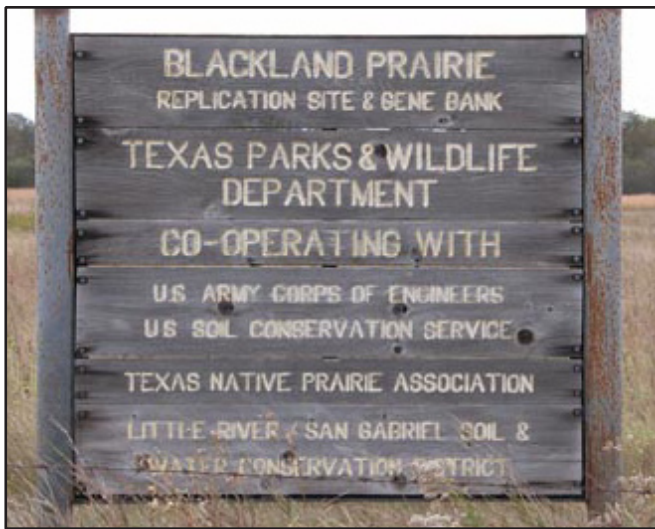 BLACKLAND PRAIRIE
REPLICATION SITE & GENE BANK
TEXAS PARKS & WILDLIFE
DEPARTMENT
CO-OPERATING WITH
U.S. ARMY CORPS OF ENGINEERS
US SOIL CONSERVATION SERVICE
TEXAS NATIVE PRAIRIE ASSOCIATION
LITTLE-RIVER / SAN GABRIEL SOIL &
WATER CONSERVATION DISTRICT